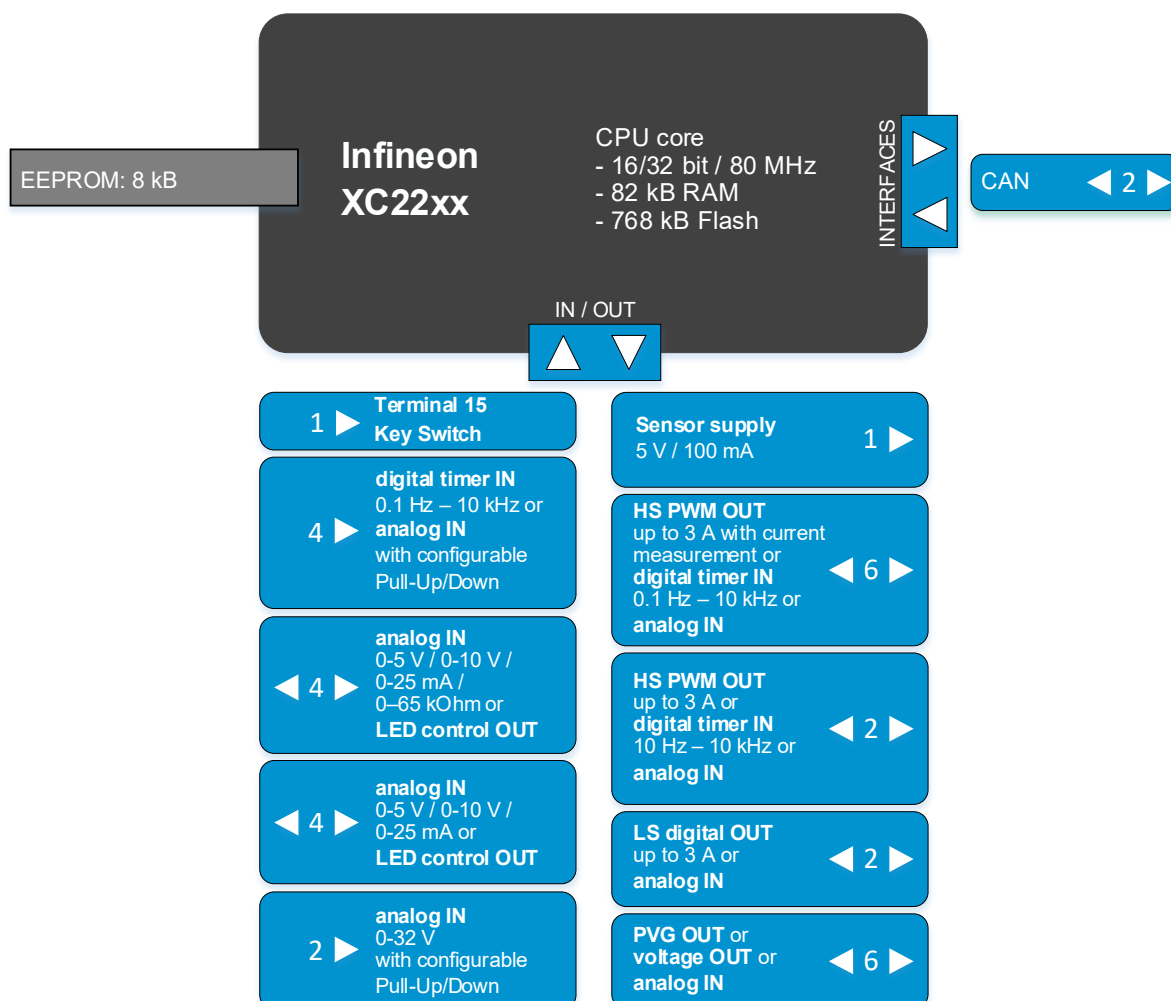 EEPROM: 8 kB
Infineon
XC22xx
CPU core
- 16/32 bit / 80 MHz
- 82 kB RAM
- 768 kB Flash
INTERFACES
CAN 2
IN / OUT
1
Terminal 15
Key Switch
4
digital timer IN
0.1 Hz – 10 kHz or
analog IN
with configurable
Pull-Up/Down
4
analog IN
0-5 V / 0-10 V /
0-25 mA /
0–65 kOhm or
LED control OUT
4
analog IN
0-5 V / 0-10 V /
0-25 mA or
LED control OUT
2
analog IN
0-32 V
with configurable
Pull-Up/Down
Sensor supply
5 V / 100 mA
1
HS PWM OUT
up to 3 A with current
measurement or
digital timer IN
0.1 Hz – 10 kHz or
analog IN
6
HS PWM OUT
up to 3 A or
digital timer IN
10 Hz – 10 kHz or
analog IN
2
LS digital OUT
up to 3 A or
analog IN
2
PVG OUT or
voltage OUT or
analog IN
6